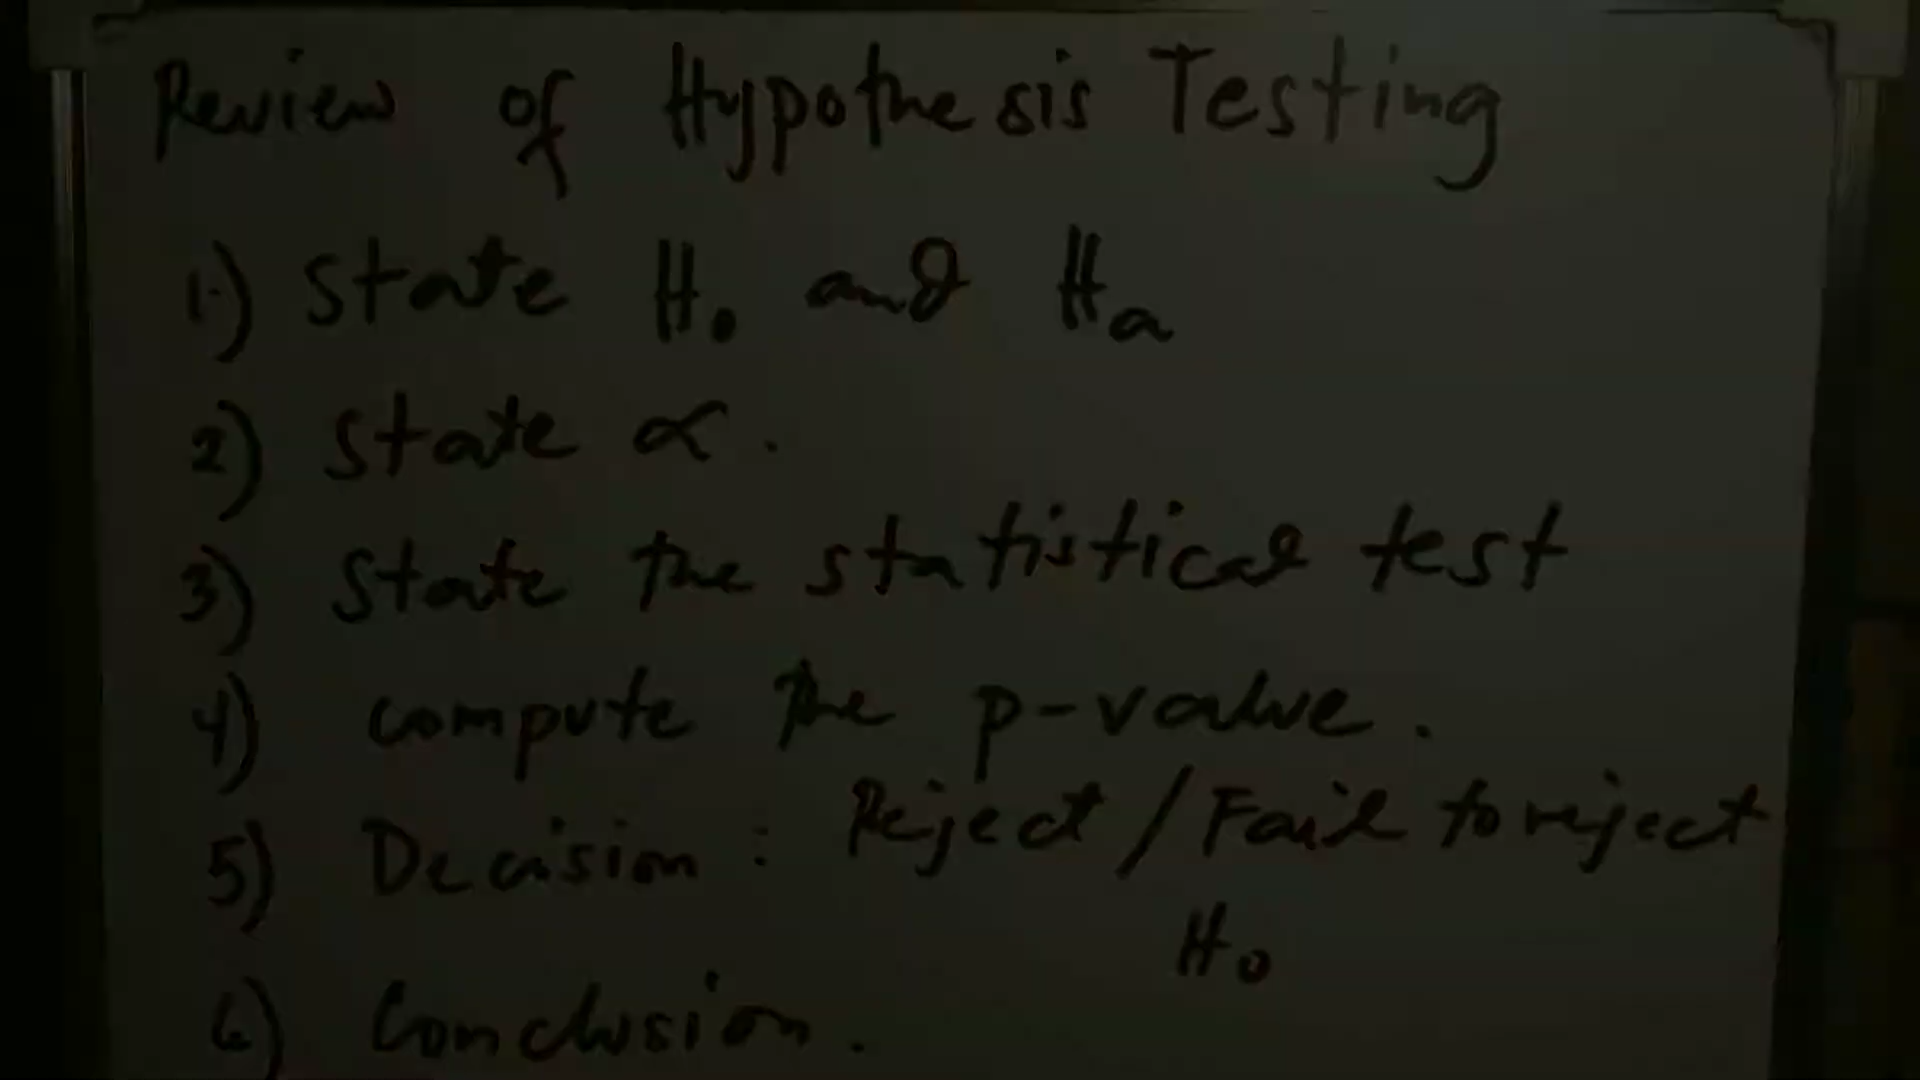 Review of Hypothesis Testing
1) State H₀ and Hₐ
2) State α.
3) State the statistical test
4) compute the p-value.
5) Decision: Reject / Fail to reject
H₀
6) Conclusion.